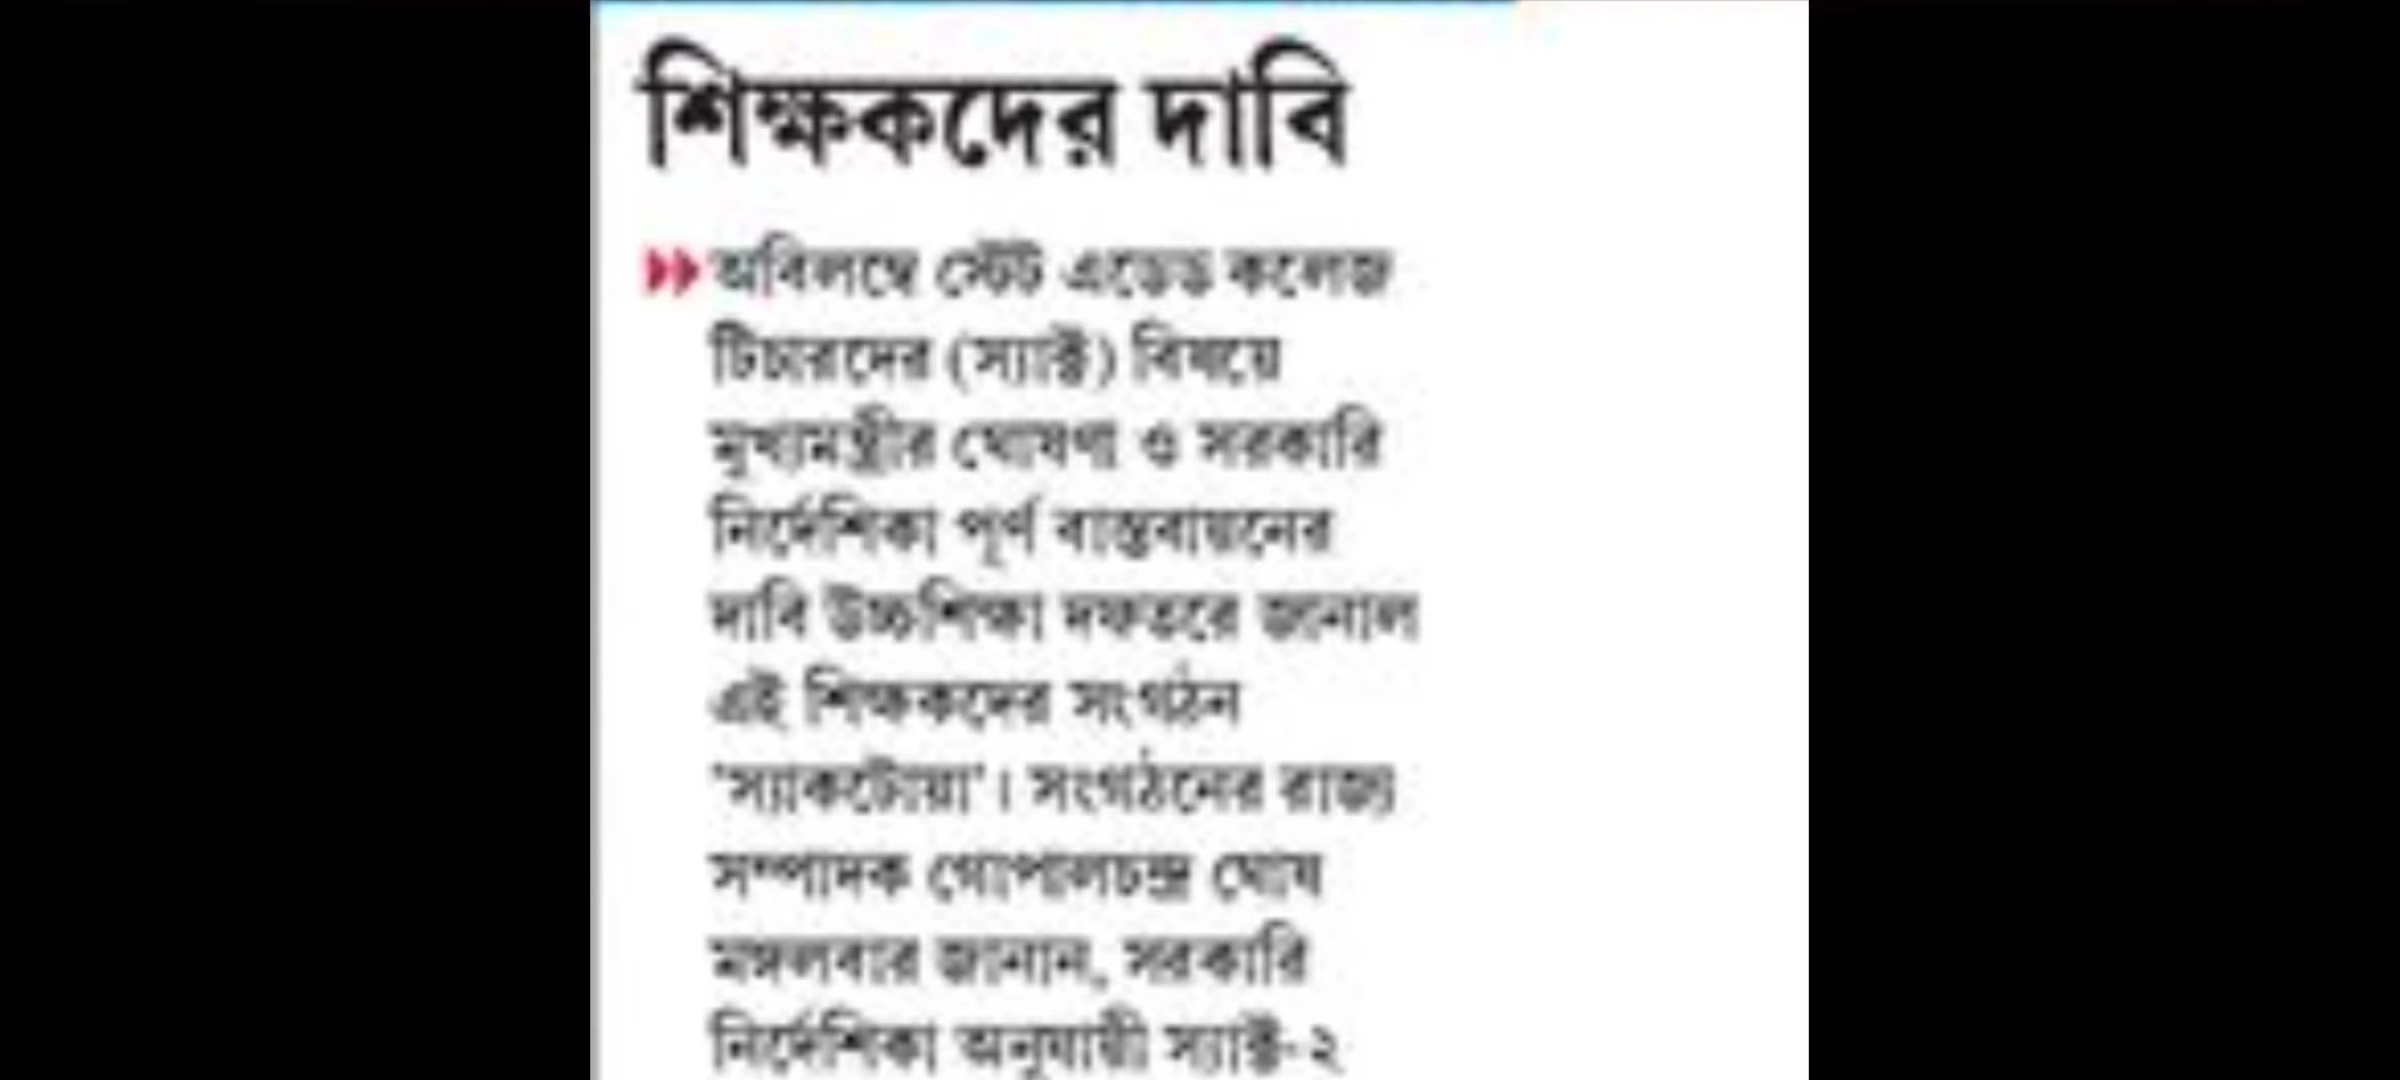 শিক্ষকদের দাবি
অবিলম্বে স্টেট এডেড কলেজ
টিচারদের (স্যাক্ট) বিষয়ে
মুখ্যমন্ত্রীর ঘোষণা ও সরকারি
নির্দেশিকা পূর্ণ বাস্তবায়নের
দাবি উচ্চশিক্ষা দফতরে জানাল
এই শিক্ষকদের সংগঠন
'স্যাকটোয়া'। সংগঠনের রাজ্য
সম্পাদক গোপালচন্দ্র ঘোষ
মঙ্গলবার জানান, সরকারি
নির্দেশিকা অনুযায়ী স্যাক্ট-২